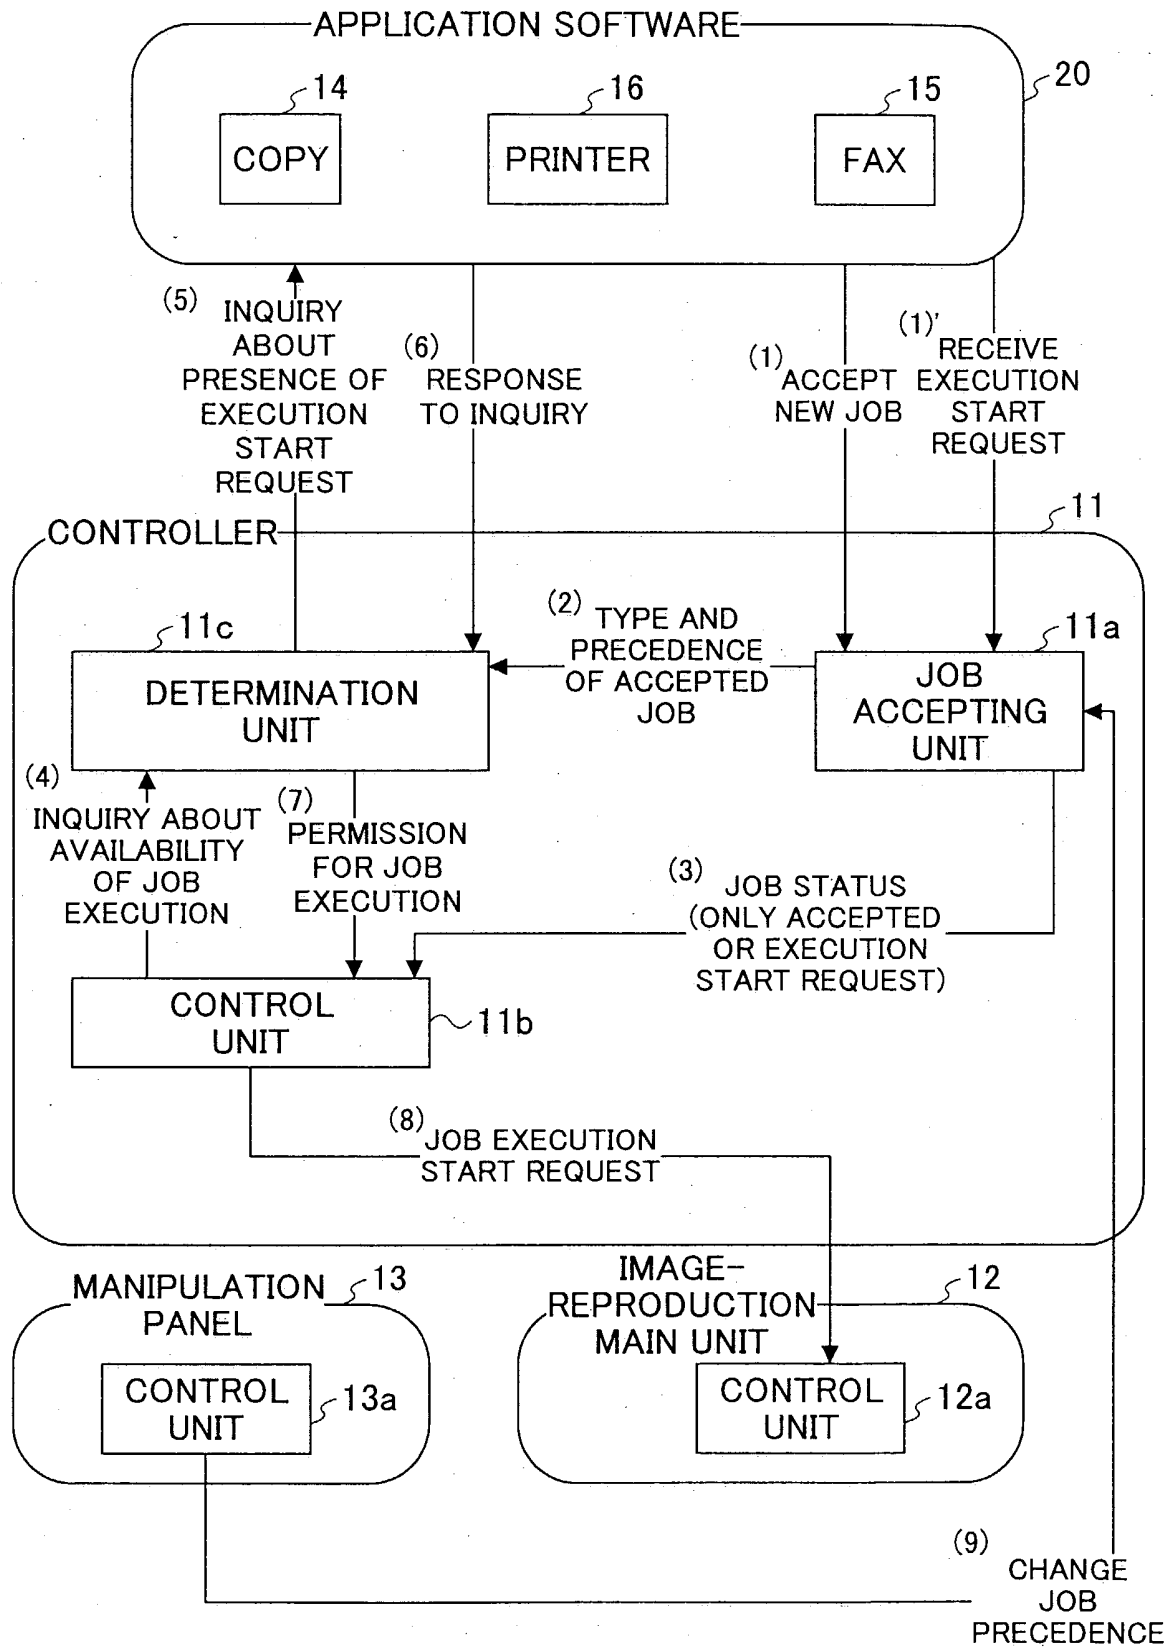 APPLICATION SOFTWARE
20
14
COPY
16
PRINTER
15
FAX
(5)
INQUIRY
ABOUT
PRESENCE OF
EXECUTION
START
REQUEST
(6)
RESPONSE
TO INQUIRY
(1)
ACCEPT
NEW JOB
(1)'
RECEIVE
EXECUTION
START
REQUEST
CONTROLLER
11
11c
DETERMINATION
UNIT
(2)
TYPE AND
PRECEDENCE
OF ACCEPTED
JOB
11a
JOB
ACCEPTING
UNIT
(4)
INQUIRY ABOUT
AVAILABILITY
OF JOB
EXECUTION
(7)
PERMISSION
FOR JOB
EXECUTION
(3)
JOB STATUS
(ONLY ACCEPTED
OR EXECUTION
START REQUEST)
CONTROL
UNIT
11b
(8)
JOB EXECUTION
START REQUEST
MANIPULATION
PANEL
13
CONTROL
UNIT
13a
IMAGE-
REPRODUCTION
MAIN UNIT
12
CONTROL
UNIT
12a
(9)
CHANGE
JOB
PRECEDENCE